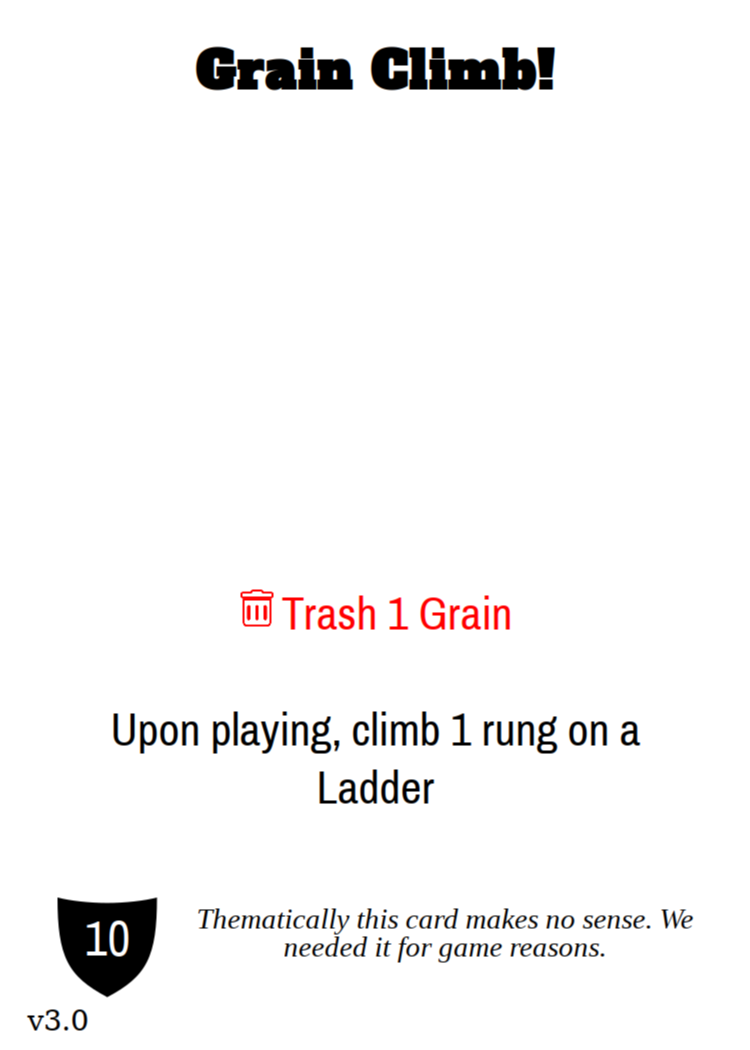 Grain Climb!
Trash 1 Grain
Upon playing, climb 1 rung on a
Ladder
10
Thematically this card makes no sense. We
needed it for game reasons.
v3.0